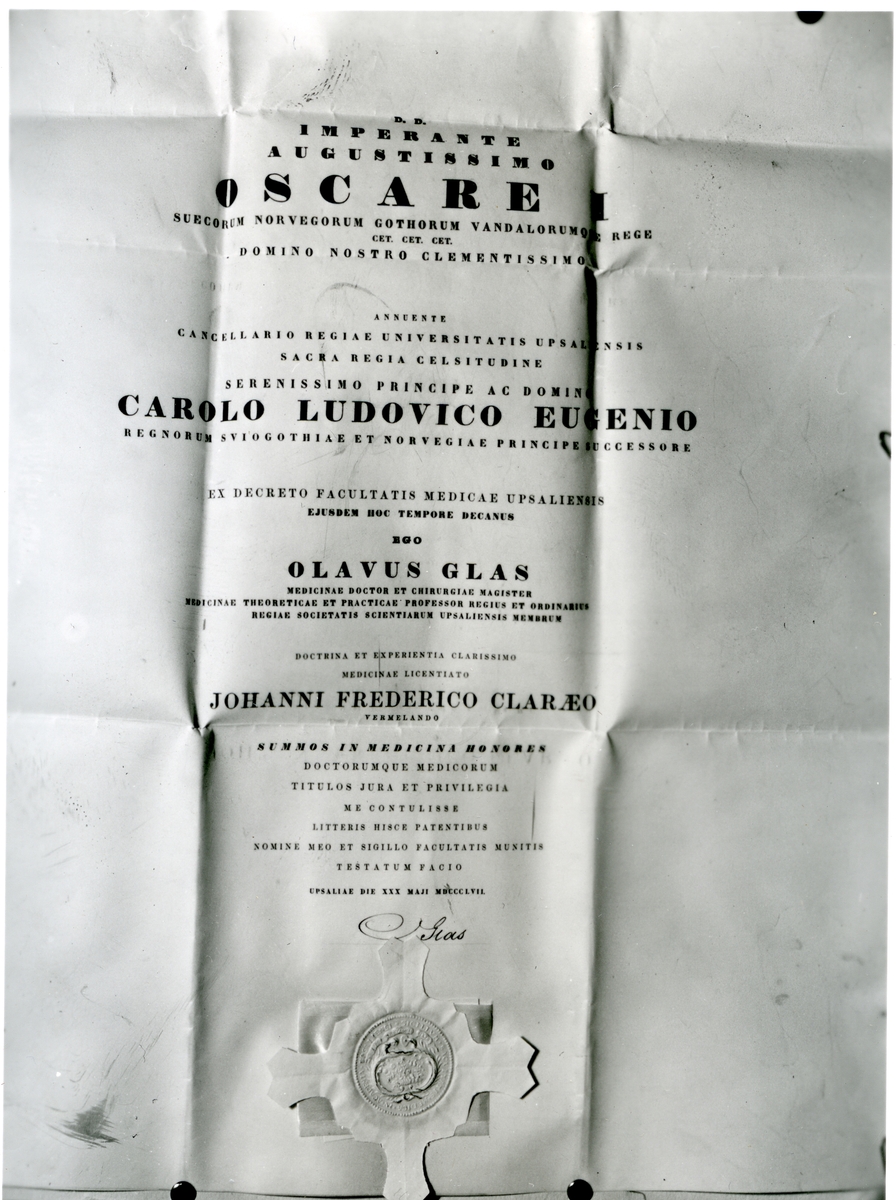 D. D.
IMPERANTE
AUGUSTISSIMO
OSCARE I
SUECORUM NORVEGORUM GOTHORUM VANDALORUMQUE REGE
CET. CET. CET.
DOMINO NOSTRO CLEMENTISSIMO
ANNUENTE
CANCELLARIO REGIAE UNIVERSITATIS UPSALIENSIS
SACRA REGIA CELSITUDINE
SERENISSIMO PRINCIPE AC DOMINO
CAROLO LUDOVICO EUGENIO
REGNORUM SVIOGOTHIAE ET NORVEGIAE PRINCIPE SUCCESSORE
EX DECRETO FACULTATIS MEDICAE UPSALIENSIS
EJUSDEM HOC TEMPORE DECANUS
EGO
OLAVUS GLAS
MEDICINAE DOCTOR ET CHIRURGIAE MAGISTER
MEDICINAE THEORETICAE ET PRACTICAE PROFESSOR REGIUS ET ORDINARIUS
REGIAE SOCIETATIS SCIENTIARUM UPSALIENSIS MEMBRUM
DOCTRINA ET EXPERIENTIA CLARISSIMO
MEDICINAE LICENTIATO
JOHANNI FREDERICO CLARÆO
VERMELANDO
SUMMOS IN MEDICINA HONORES
DOCTORUMQUE MEDICORUM
TITULOS JURA ET PRIVILEGIA
ME CONTULISSE
LITTERIS HISCE PATENTIBUS
NOMINE MEO ET SIGILLO FACULTATIS MUNITIS
TESTATUM FACIO
UPSALIAE DIE XXX MAJI MDCCCLVII.
O Glas